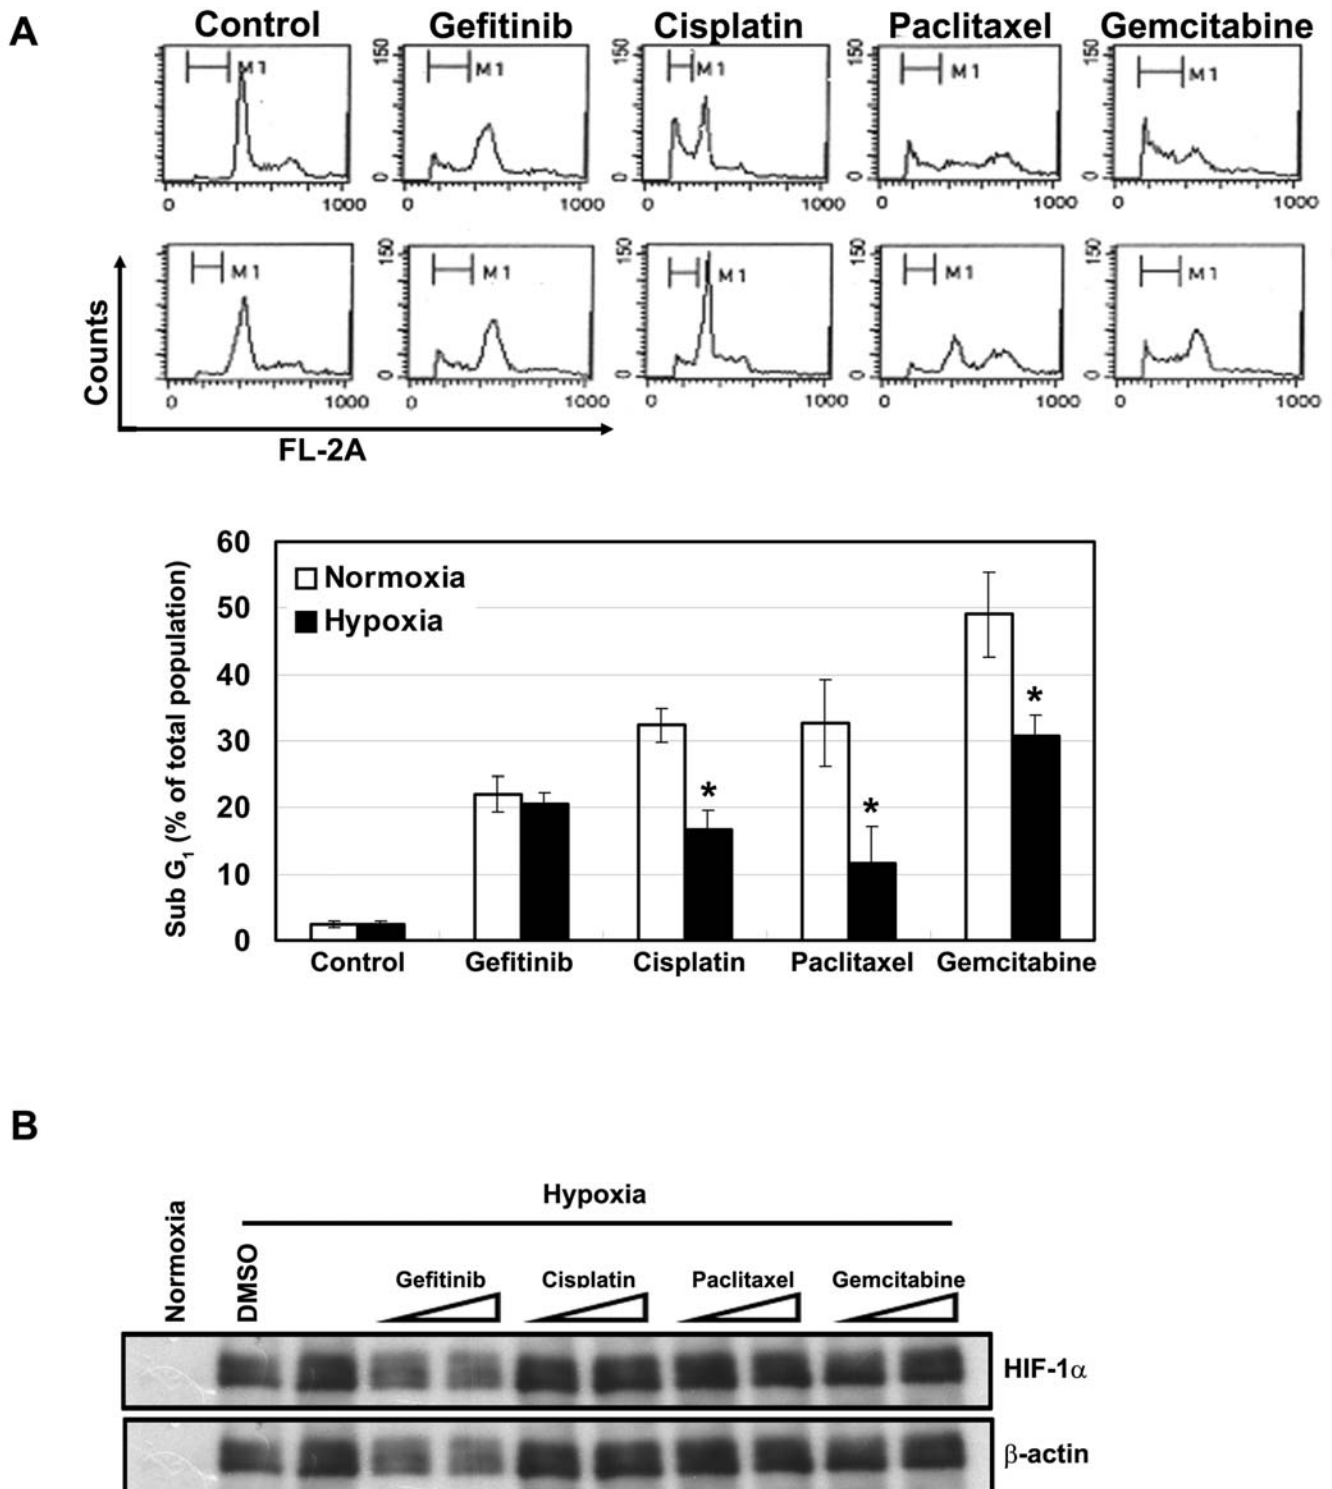 A
Control Gefitinib Cisplatin Paclitaxel Gemcitabine
M1
150 M1
150 M1
150 M1
150 M1
0 0 0 0
0 1000 0 1000 0 1000 0 1000 0 1000
M1
150 M1
150 M1
150 M1
M1
0 0 0
0 1000 0 1000 0 1000 0 1000 0 1000
Counts
FL-2A
Sub G1 (% of total population)
60
50
40
30
20
10
0
Normoxia
Hypoxia
* * *
Control Gefitinib Cisplatin Paclitaxel Gemcitabine
B
Hypoxia
Normoxia
DMSO
Gefitinib Cisplatin Paclitaxel Gemcitabine
HIF-1α
β-actin